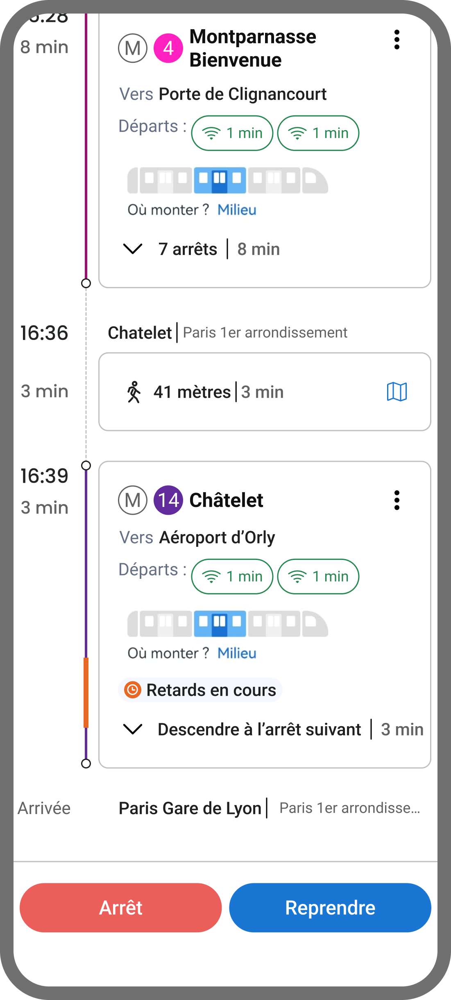 8 min
M 4 Montparnasse
Bienvenue
Vers Porte de Clignancourt
Départs : 1 min 1 min
Où monter ? Milieu
7 arrêts | 8 min
16:36 Chatelet | Paris 1er arrondissement
3 min 41 mètres | 3 min
16:39
3 min
M 14 Châtelet
Vers Aéroport d’Orly
Départs : 1 min 1 min
Où monter ? Milieu
Retards en cours
Descendre à l’arrêt suivant | 3 min
Arrivée Paris Gare de Lyon | Paris 1er arrondisse...
Arrêt Reprendre